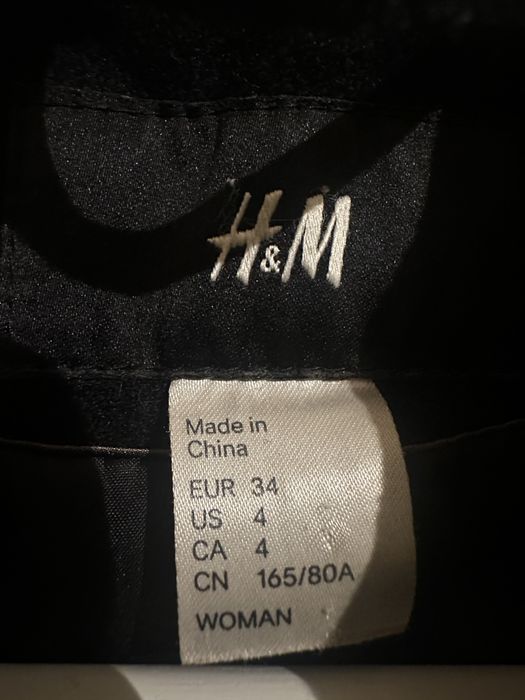 H&M
Made in
China
EUR 34
US 4
CA 4
CN 165/80A
WOMAN